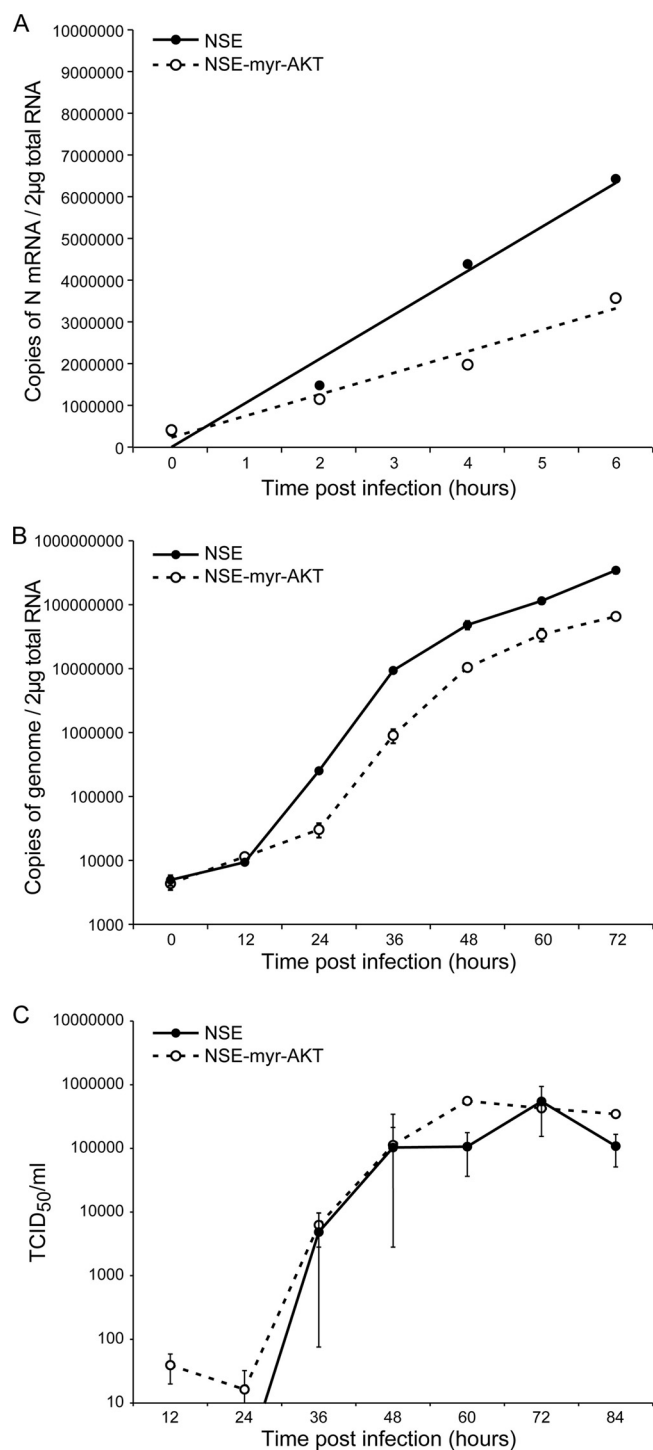 A
NSE
NSE-myr-AKT
10000000
9000000
8000000
7000000
6000000
5000000
4000000
3000000
2000000
1000000
0
Copies of N mRNA / 2µg total RNA
0 1 2 3 4 5 6
Time post infection (hours)
B
NSE
NSE-myr-AKT
1000000000
100000000
10000000
1000000
100000
10000
1000
Copies of genome / 2µg total RNA
0 12 24 36 48 60 72
Time post infection (hours)
C
NSE
NSE-myr-AKT
10000000
1000000
100000
10000
1000
100
10
TCID50/ml
12 24 36 48 60 72 84
Time post infection (hours)